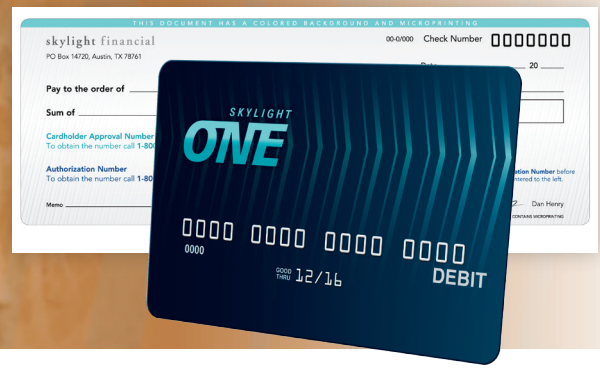 THIS DOCUMENT HAS A COLORED BACKGROUND AND MICROPRINTING
skylight financial
00-0/000 Check Number 0000000
PO Box 14720, Austin, TX 78761
20
Pay to the order of
Sum of
Cardholder Approval Number
To obtain the number call 1-800
Authorization Number
To obtain the number call 1-80
Number before
entered to the left.
Memo
Dan Henry
CONTAINS MICROPRINTING
SKYLIGHT
ONE
0000 0000 0000 0000
0000
GOOD THRU 12/16
DEBIT